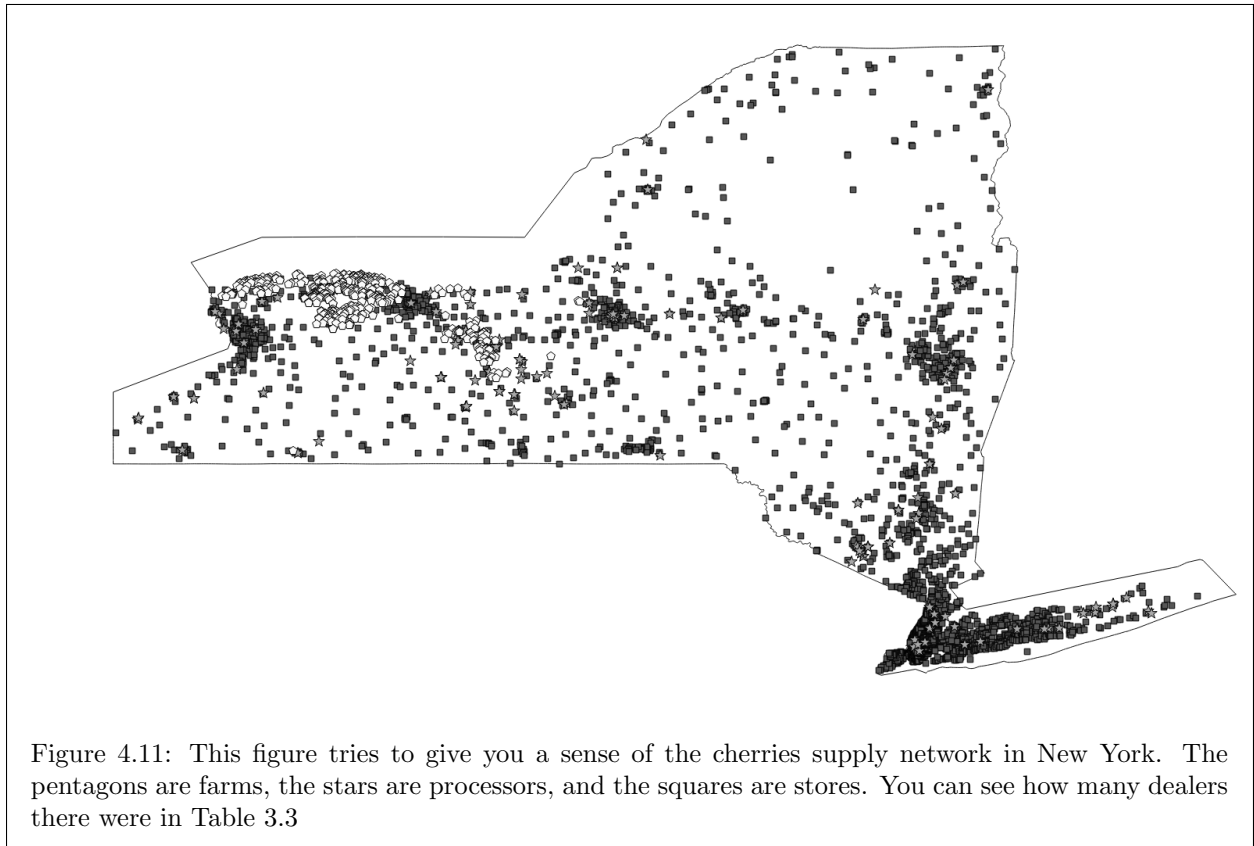 Figure 4.11: This figure tries to give you a sense of the cherries supply network in New York. The
pentagons are farms, the stars are processors, and the squares are stores. You can see how many dealers
there were in Table 3.3